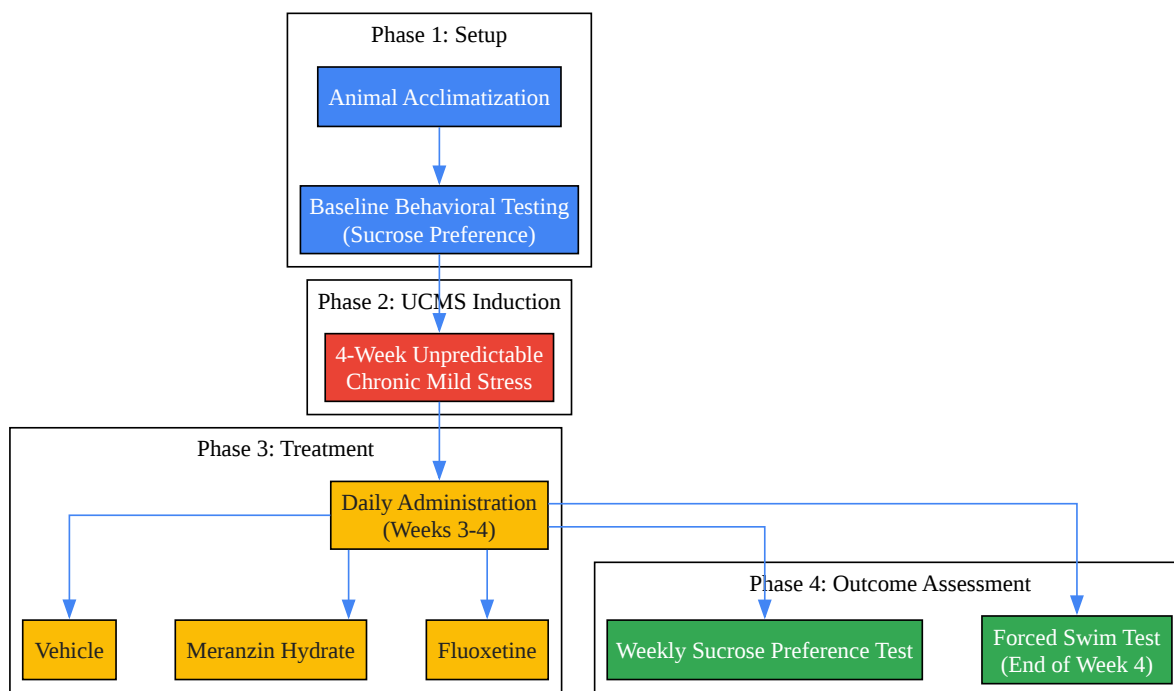 Phase 1: Setup
Animal Acclimatization
Baseline Behavioral Testing
(Sucrose Preference)
Phase 2: UCMS Induction
4-Week Unpredictable
Chronic Mild Stress
Phase 3: Treatment
Daily Administration
(Weeks 3-4)
Vehicle
Meranzin Hydrate
Fluoxetine
Phase 4: Outcome Assessment
Weekly Sucrose Preference Test
Forced Swim Test
(End of Week 4)